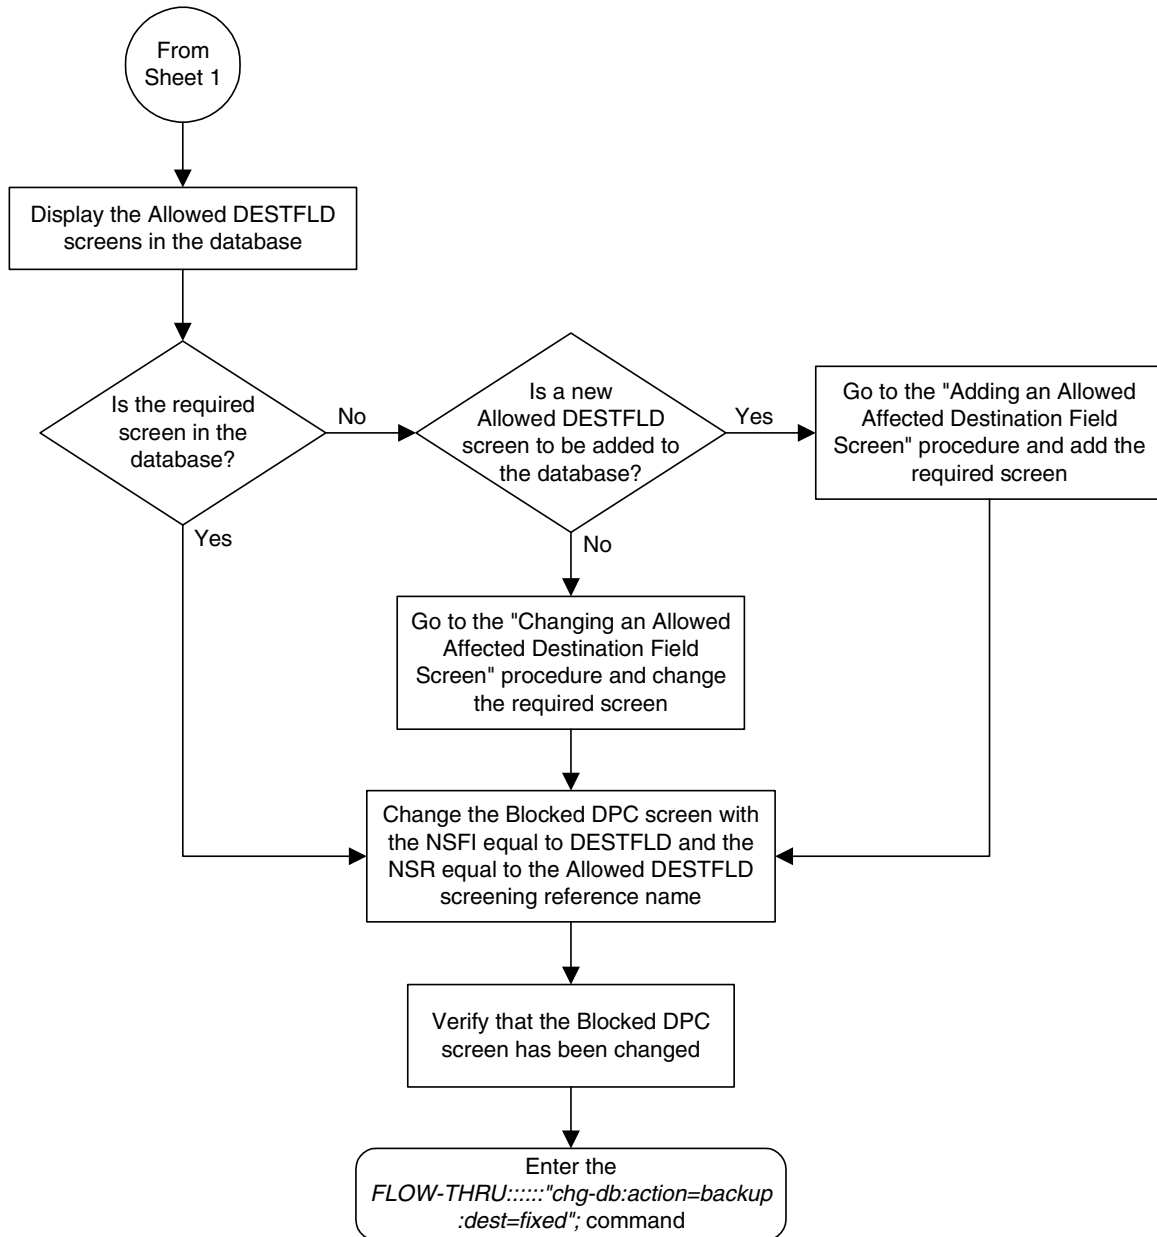 From
Sheet 1
Display the Allowed DESTFLD
screens in the database
Is the required
screen in the
database?
No
Yes
Is a new
Allowed DESTFLD
screen to be added to
the database?
Yes
No
Go to the "Adding an Allowed
Affected Destination Field
Screen" procedure and add the
required screen
Go to the "Changing an Allowed
Affected Destination Field
Screen" procedure and change
the required screen
Change the Blocked DPC screen with
the NSFI equal to DESTFLD and the
NSR equal to the Allowed DESTFLD
screening reference name
Verify that the Blocked DPC
screen has been changed
Enter the
FLOW-THRU::::::"chg-db:action=backup
:dest=fixed"; command